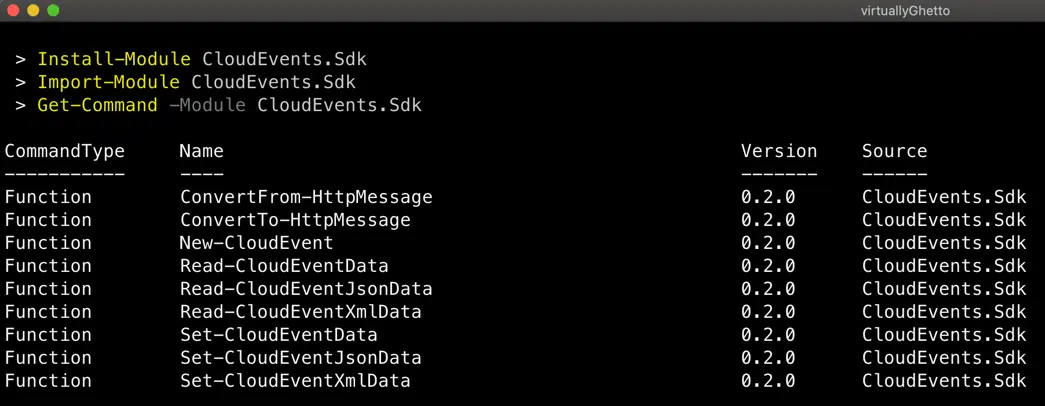 virtuallyGhetto
> Install-Module CloudEvents.Sdk
> Import-Module CloudEvents.Sdk
> Get-Command -Module CloudEvents.Sdk
CommandType Name Version Source
----------- ---- ------- ------
Function ConvertFrom-HttpMessage 0.2.0 CloudEvents.Sdk
Function ConvertTo-HttpMessage 0.2.0 CloudEvents.Sdk
Function New-CloudEvent 0.2.0 CloudEvents.Sdk
Function Read-CloudEventData 0.2.0 CloudEvents.Sdk
Function Read-CloudEventJsonData 0.2.0 CloudEvents.Sdk
Function Read-CloudEventXmlData 0.2.0 CloudEvents.Sdk
Function Set-CloudEventData 0.2.0 CloudEvents.Sdk
Function Set-CloudEventJsonData 0.2.0 CloudEvents.Sdk
Function Set-CloudEventXmlData 0.2.0 CloudEvents.Sdk